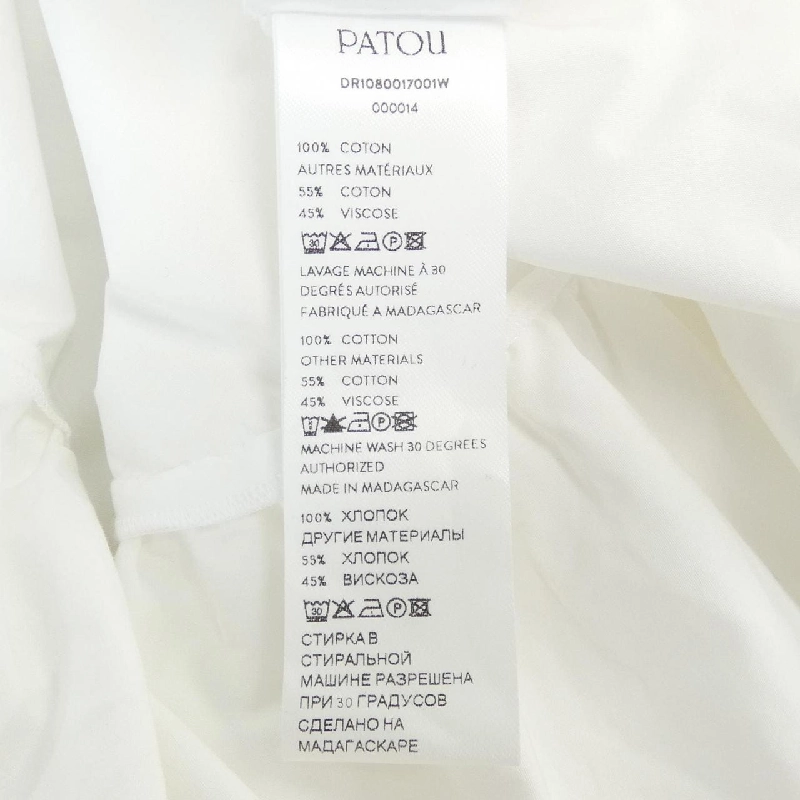 PATOU
DR1080017001W
000014
100% COTON
AUTRES MATÉRIAUX
55% COTON
45% VISCOSE
30 P
LAVAGE MACHINE À 30
DEGRÉS AUTORISÉ
FABRIQUÉ A MADAGASCAR
100% COTTON
OTHER MATERIALS
55% COTTON
45% VISCOSE
P
MACHINE WASH 30 DEGREES
AUTHORIZED
MADE IN MADAGASCAR
100% ХЛОПОК
ДРУГИЕ МАТЕРИАЛЫ
55% ХЛОПОК
45% ВИСКОЗА
30 P
СТИРКА В
СТИРАЛЬНОЙ
МАШИНЕ РАЗРЕШЕНА
ПРИ 30 ГРАДУСОВ
СДЕЛАНО НА
МАДАГАСКАРЕ